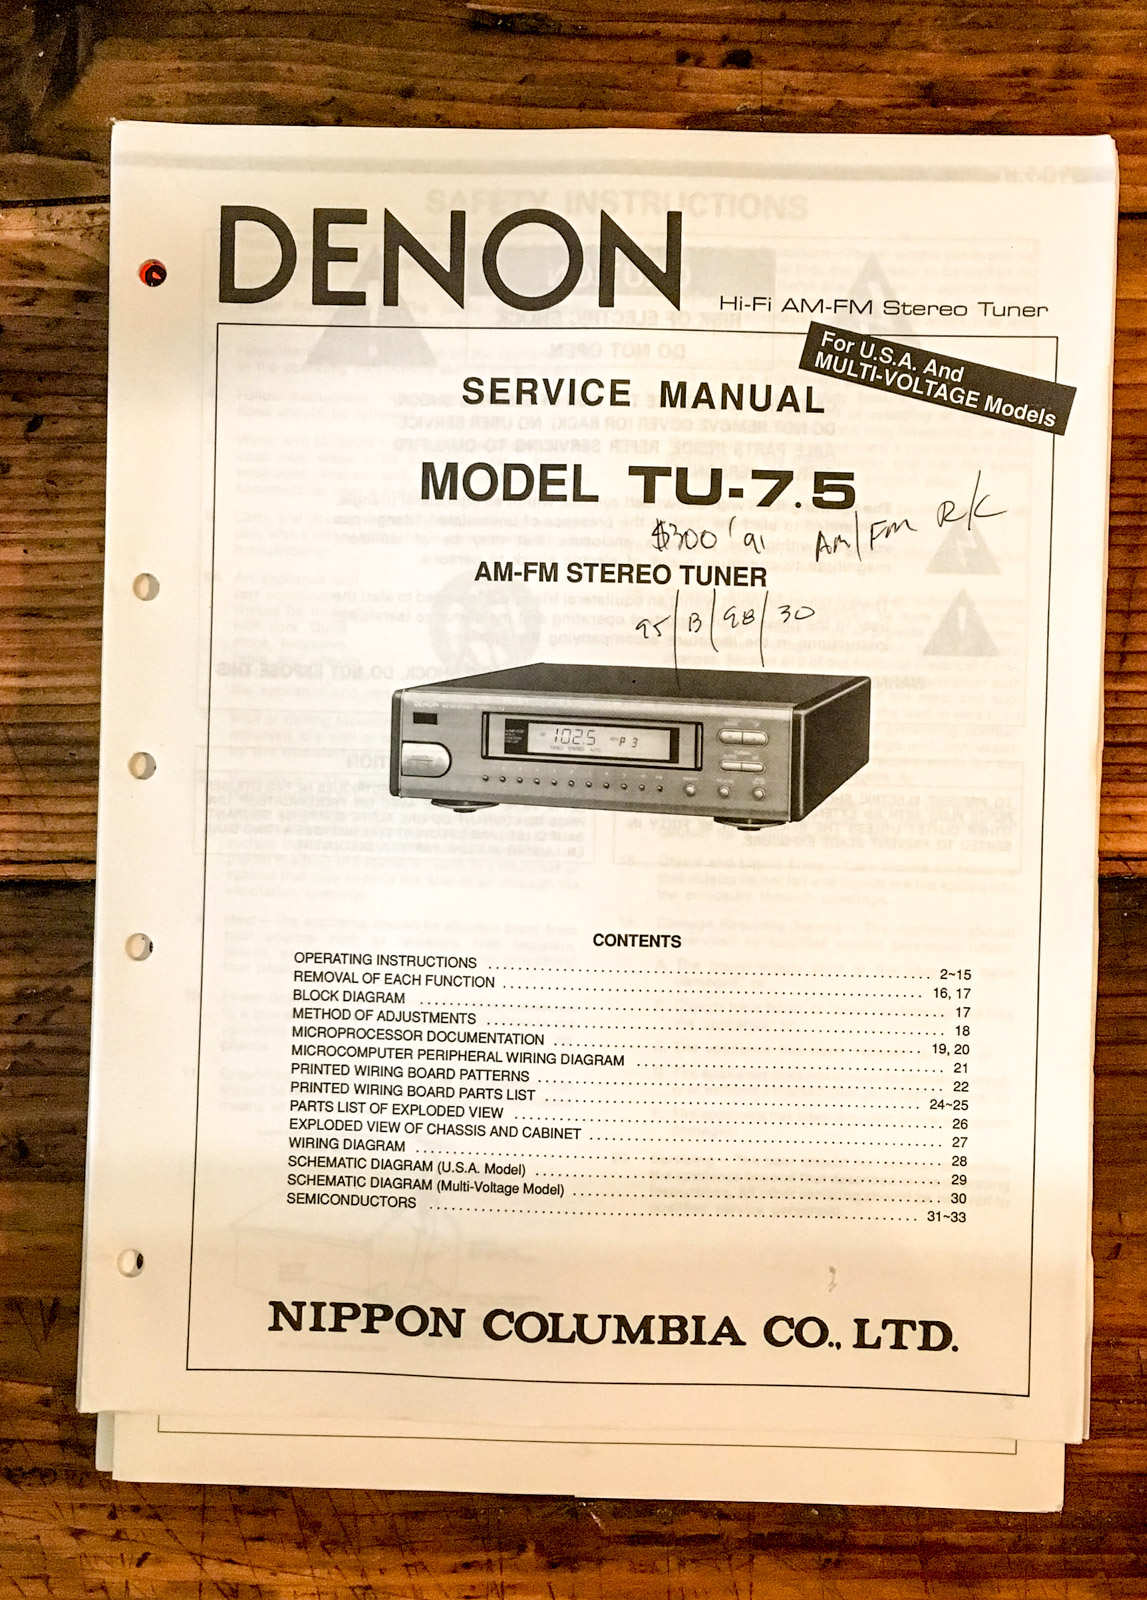 DENON
Hi-Fi AM-FM Stereo Tuner
For U.S.A. And
MULTI-VOLTAGE Models
SERVICE MANUAL
MODEL TU-7.5
$300 '91 AM/FM R/C
AM-FM STEREO TUNER
95/B/98/30
102.5 P 3
CONTENTS
OPERATING INSTRUCTIONS 2~15
REMOVAL OF EACH FUNCTION 16, 17
BLOCK DIAGRAM 17
METHOD OF ADJUSTMENTS 18
MICROPROCESSOR DOCUMENTATION 19, 20
MICROCOMPUTER PERIPHERAL WIRING DIAGRAM 21
PRINTED WIRING BOARD PATTERNS 22
PRINTED WIRING BOARD PARTS LIST 24~25
PARTS LIST OF EXPLODED VIEW 26
EXPLODED VIEW OF CHASSIS AND CABINET 27
WIRING DIAGRAM 28
SCHEMATIC DIAGRAM (U.S.A. Model) 29
SCHEMATIC DIAGRAM (Multi-Voltage Model) 30
SEMICONDUCTORS 31~33
NIPPON COLUMBIA CO., LTD.